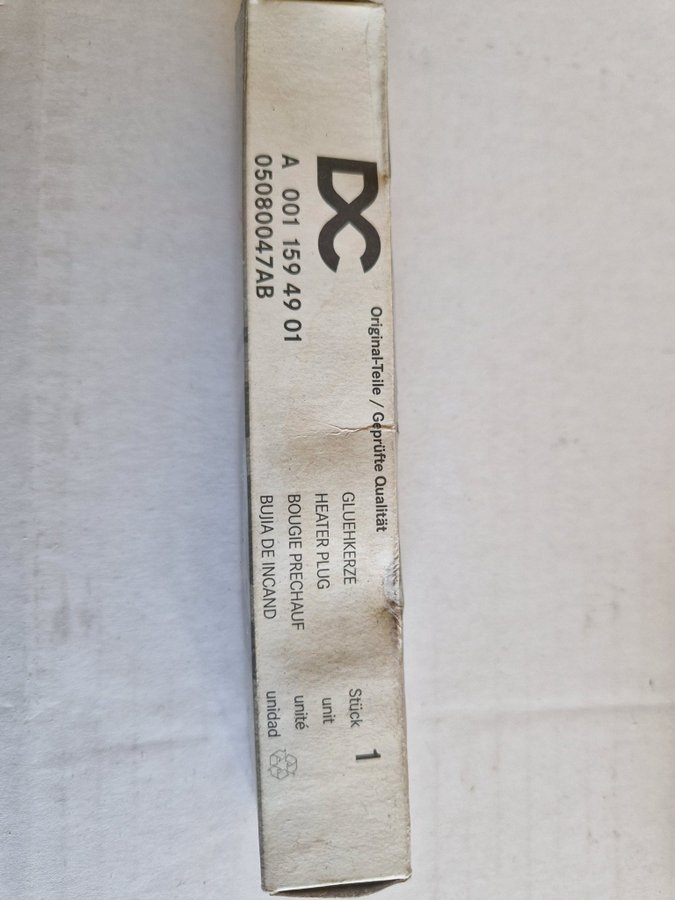 DC
Original-Teile / Geprüfte Qualität
A 001 159 49 01
05080047AB
GLUEHKERZE
HEATER PLUG
BOUGIE PRECHAUF
BUJIA DE INCAND
Stück 1
unit
unité
unidad